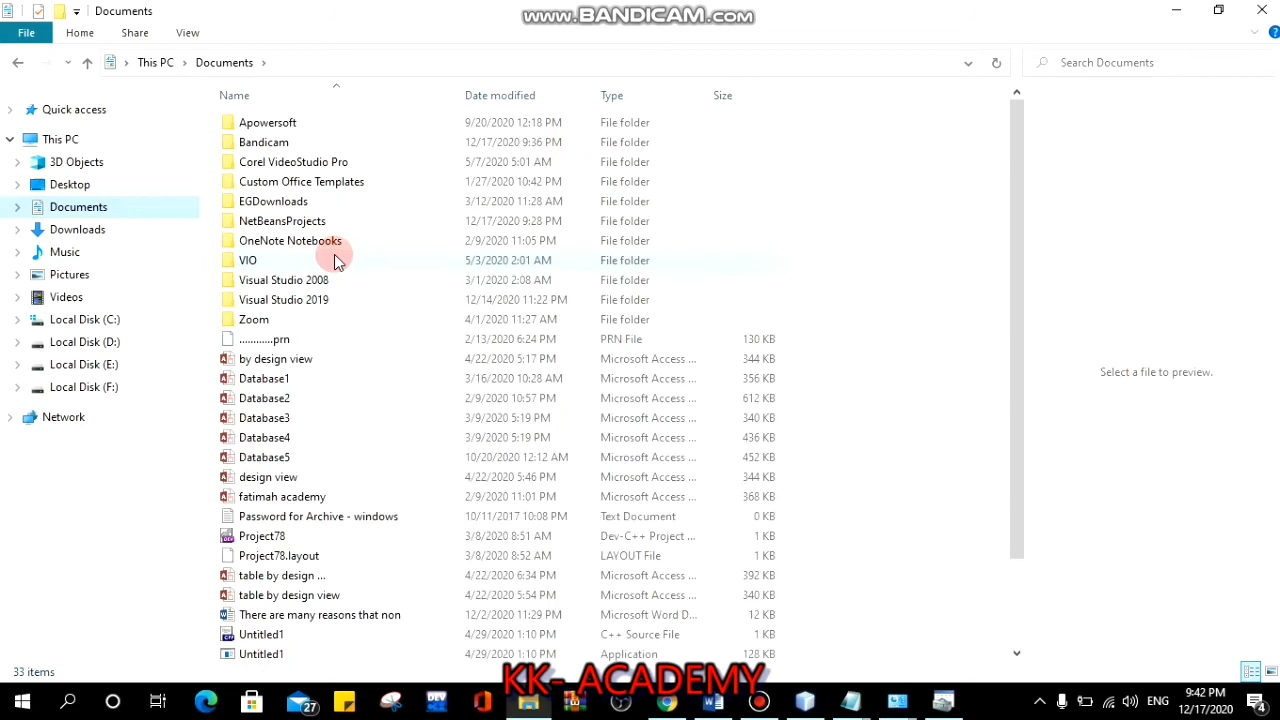 Documents
WWW.BANDICAM.COM
File Home Share View
This PC Documents
Search Documents
Name Date modified Type Size
Quick access
This PC
3D Objects
Desktop
Documents
Downloads
Music
Pictures
Videos
Local Disk (C:)
Local Disk (D:)
Local Disk (E:)
Local Disk (F:)
Network
Apowersoft 9/20/2020 12:18 PM File folder
Bandicam 12/17/2020 9:36 PM File folder
Corel VideoStudio Pro 5/7/2020 5:01 AM File folder
Custom Office Templates 1/27/2020 10:42 PM File folder
EGDownloads 3/12/2020 11:28 AM File folder
NetBeansProjects 12/17/2020 9:28 PM File folder
OneNote Notebooks 2/9/2020 11:05 PM File folder
VIO 5/3/2020 2:01 AM File folder
Visual Studio 2008 3/1/2020 2:08 AM File folder
Visual Studio 2019 12/14/2020 11:22 PM File folder
Zoom 4/1/2020 11:27 AM File folder
............prn 2/13/2020 6:24 PM PRN File 130 KB
by design view 4/22/2020 5:17 PM Microsoft Access ... 344 KB
Database1 3/16/2020 10:28 AM Microsoft Access ... 356 KB
Database2 2/9/2020 10:57 PM Microsoft Access ... 612 KB
Database3 3/9/2020 5:19 PM Microsoft Access ... 340 KB
Database4 3/9/2020 5:19 PM Microsoft Access ... 436 KB
Database5 10/20/2020 12:12 AM Microsoft Access ... 452 KB
design view 4/22/2020 5:46 PM Microsoft Access ... 344 KB
fatimah academy 2/9/2020 11:01 PM Microsoft Access ... 368 KB
Password for Archive - windows 10/11/2017 10:08 PM Text Document 0 KB
Project78 3/8/2020 8:51 AM Dev-C++ Project ... 1 KB
Project78.layout 3/8/2020 8:52 AM LAYOUT File 1 KB
table by design ... 4/22/2020 6:34 PM Microsoft Access ... 392 KB
table by design view 4/22/2020 5:54 PM Microsoft Access ... 340 KB
There are many reasons that non 12/2/2020 11:29 PM Microsoft Word D... 12 KB
Untitled1 4/29/2020 1:10 PM C++ Source File 1 KB
Untitled1 4/29/2020 1:10 PM Application 128 KB
Select a file to preview.
33 items
KK- ACADEMY
27
DEV
ENG
9:42 PM
12/17/2020
4